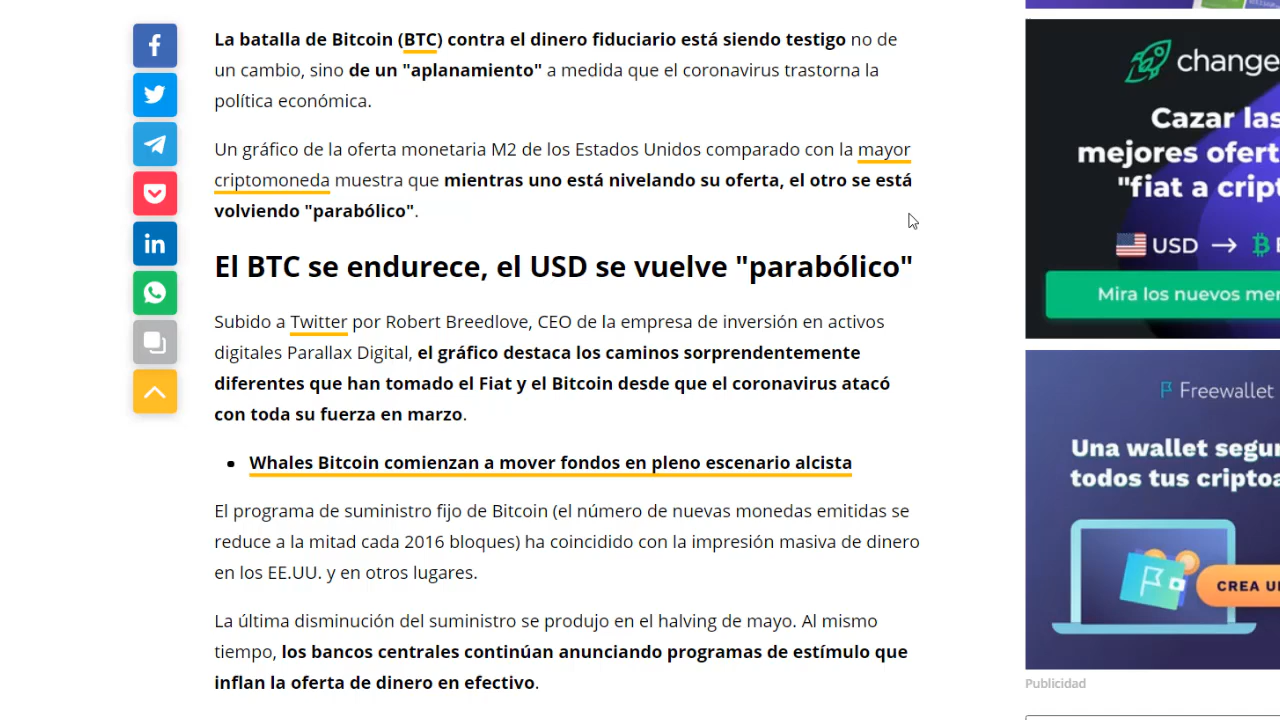 La batalla de Bitcoin (BTC) contra el dinero fiduciario está siendo testigo no de
un cambio, sino de un "aplanamiento" a medida que el coronavirus trastorna la
política económica.
Un gráfico de la oferta monetaria M2 de los Estados Unidos comparado con la mayor
criptomoneda muestra que mientras uno está nivelando su oferta, el otro se está
volviendo "parabólico".
El BTC se endurece, el USD se vuelve "parabólico"
Subido a Twitter por Robert Breedlove, CEO de la empresa de inversión en activos
digitales Parallax Digital, el gráfico destaca los caminos sorprendentemente
diferentes que han tomado el Fiat y el Bitcoin desde que el coronavirus atacó
con toda su fuerza en marzo.
Whales Bitcoin comienzan a mover fondos en pleno escenario alcista
El programa de suministro fijo de Bitcoin (el número de nuevas monedas emitidas se
reduce a la mitad cada 2016 bloques) ha coincidido con la impresión masiva de dinero
en los EE.UU. y en otros lugares.
La última disminución del suministro se produjo en el halving de mayo. Al mismo
tiempo, los bancos centrales continúan anunciando programas de estímulo que
inflan la oferta de dinero en efectivo.
change
Cazar las
mejores ofert
"fiat a cript
USD →
Mira los nuevos mer
Freewallet
Una wallet segur
todos tus criptoa
CREA U
Publicidad